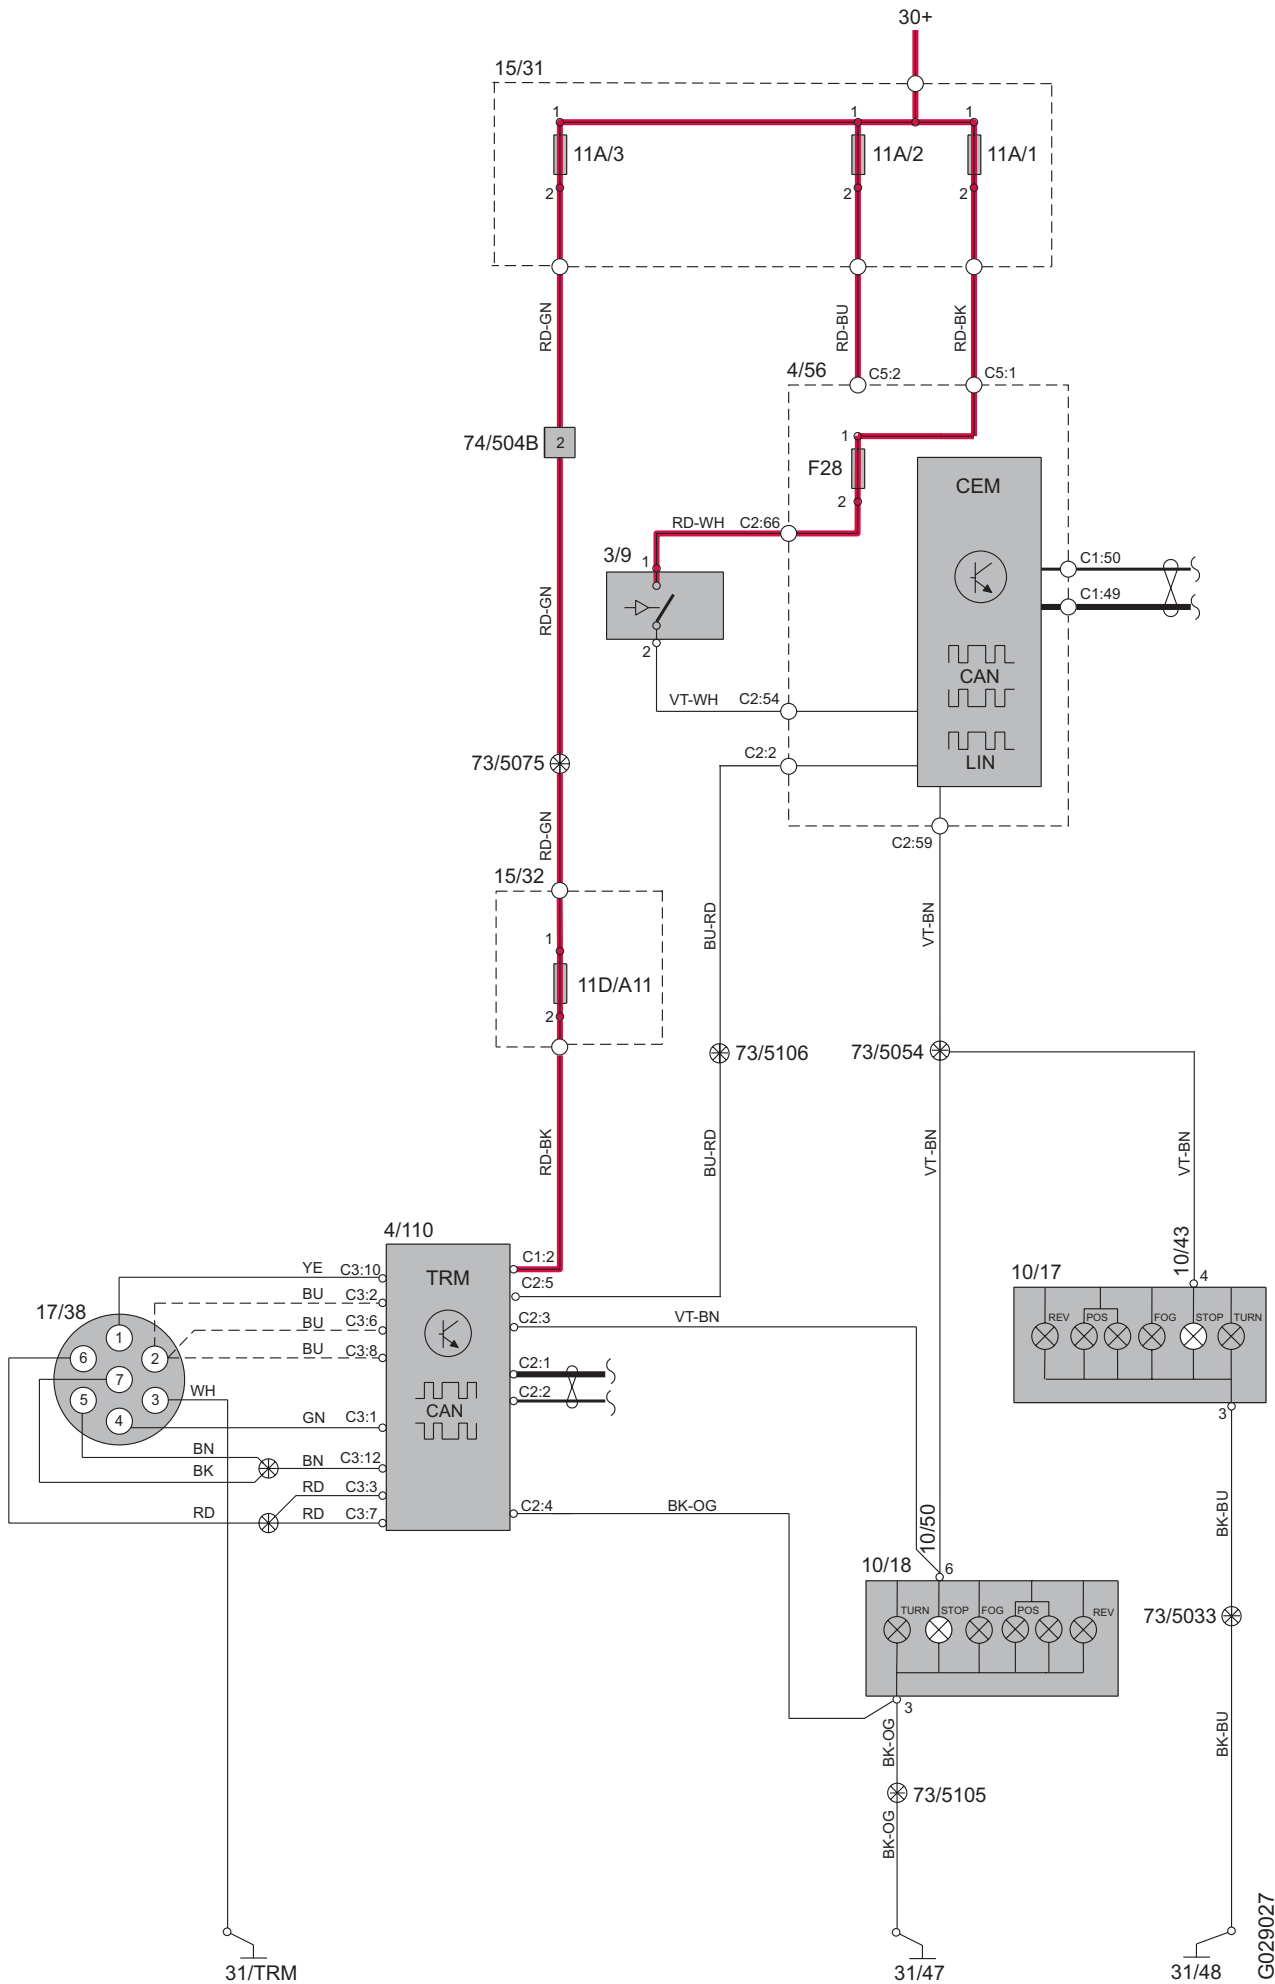 30+
15/31
1 1 1
11A/3 11A/2 11A/1
2 2 2
RD-GN RD-BU RD-BK
4/56 C5:2 C5:1
74/504B 2
1
F28
2
CEM
RD-WH C2:66
3/9 1
C1:50
C1:49
RD-GN
2
CAN
VT-WH C2:54
C2:2
LIN
73/5075
RD-GN
C2:59
15/32
1
BU-RD VT-BN
11D/A11
2
73/5106 73/5054
RD-BK BU-RD VT-BN VT-BN
4/110
C1:2
TRM
YE C3:10
C2:5
BU C3:2
17/38
10/43
10/17 4
BU C3:6
C2:3 VT-BN
REV POS FOG STOP TURN
1
6 2
BU C3:8
C2:1
7
C2:2
5 3 WH
CAN
4
GN C3:1
3
BN
BN C3:12
BK
RD C3:3
RD RD C3:7
C2:4 BK-OG
BK-BU
10/50
10/18 6
TURN STOP FOG POS REV
73/5033
3
BK-OG BK-BU
73/5105
BK-OG
31/TRM 31/47 31/48
G029027